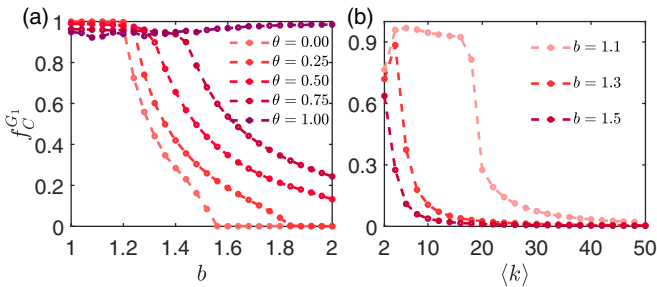 (a)
f_C^{G_1}
1
0.8
0.6
0.4
0.2
0
1
1.2
1.4
1.6
1.8
2
b
θ = 0.00
θ = 0.25
θ = 0.50
θ = 0.75
θ = 1.00
(b)
0.9
0.6
0.3
0
2
10
20
30
40
50
⟨k⟩
b = 1.1
b = 1.3
b = 1.5